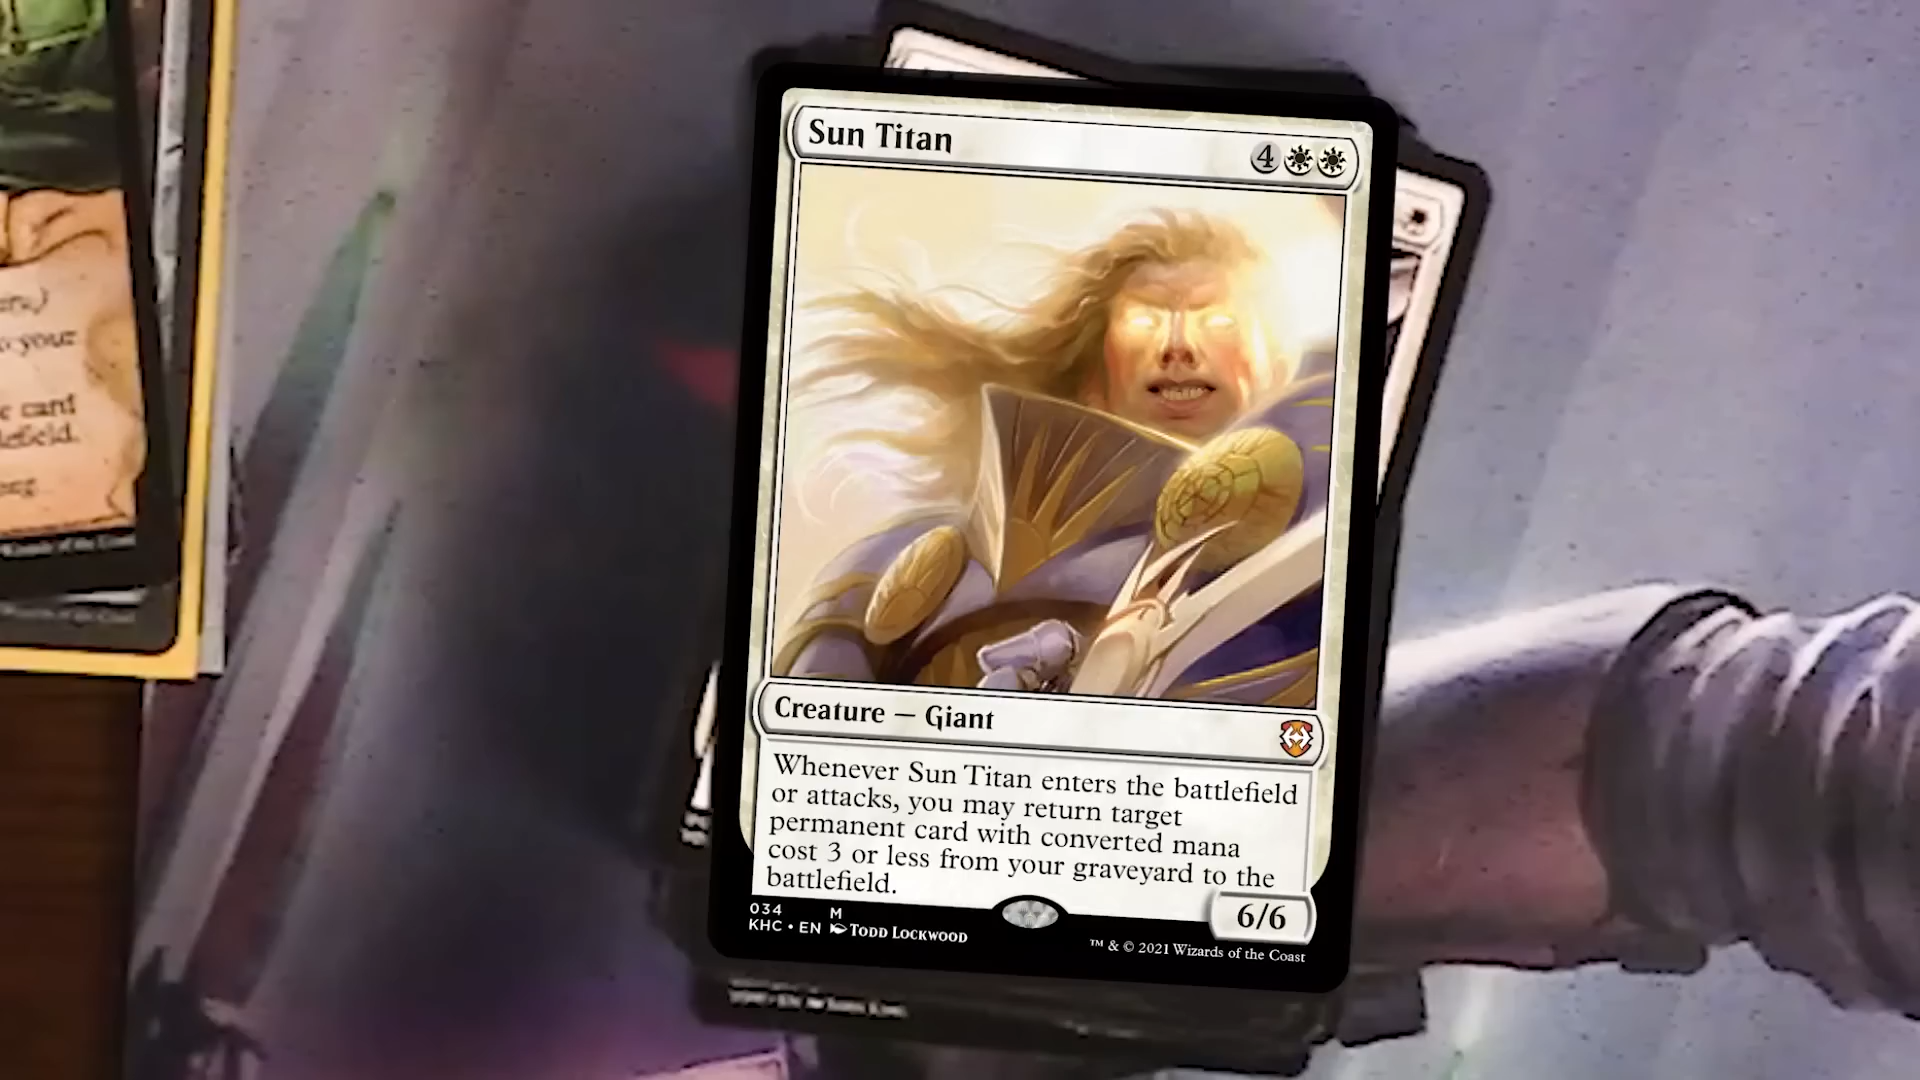 Sun Titan
4
Creature — Giant
Whenever Sun Titan enters the battlefield
or attacks, you may return target
permanent card with converted mana
cost 3 or less from your graveyard to the
battlefield.
6/6
034 M
KHC • EN Todd Lockwood
™ & © 2021 Wizards of the Coast
your
card